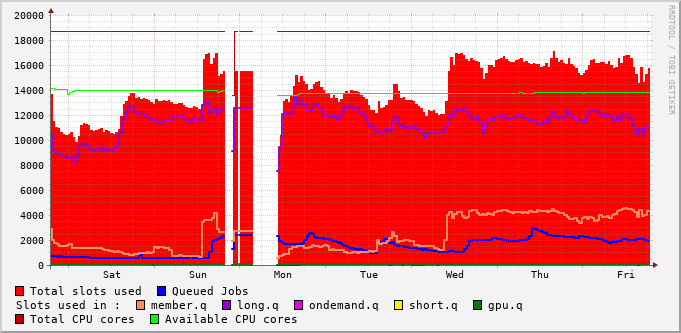 20000
18000
16000
14000
12000
10000
8000
6000
4000
2000
0
Sat Sun Mon Tue Wed Thu Fri
Total slots used Queued Jobs
Slots used in : member.q long.q ondemand.q short.q gpu.q
Total CPU cores Available CPU cores
RRDTOOL / TOBI OETIKER